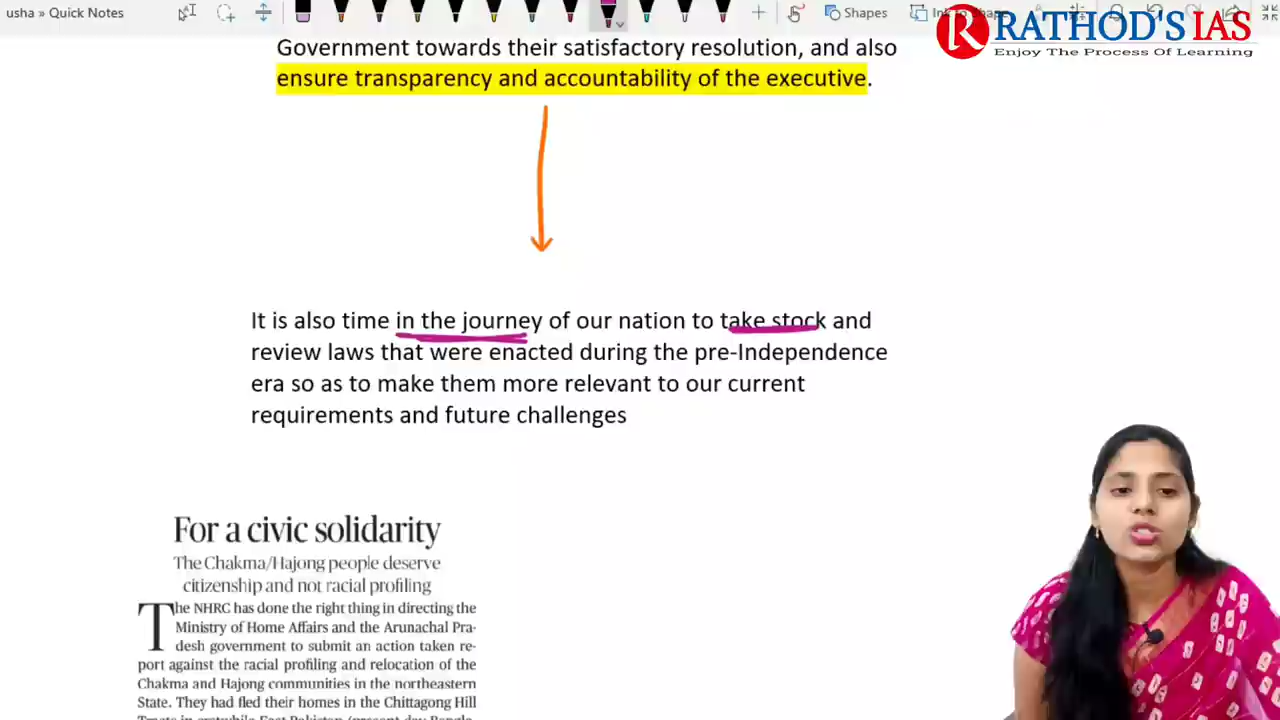 usha » Quick Notes
Shapes
Ink to Shape
RATHOD'S IAS
Enjoy The Process Of Learning
Government towards their satisfactory resolution, and also
ensure transparency and accountability of the executive.
It is also time in the journey of our nation to take stock and
review laws that were enacted during the pre-Independence
era so as to make them more relevant to our current
requirements and future challenges
For a civic solidarity
The Chakma/Hajong people deserve
citizenship and not racial profiling
The NHRC has done the right thing in directing the
Ministry of Home Affairs and the Arunachal Pra-
desh government to submit an action taken re-
port against the racial profiling and relocation of the
Chakma and Hajong communities in the northeastern
State. They had fled their homes in the Chittagong Hill